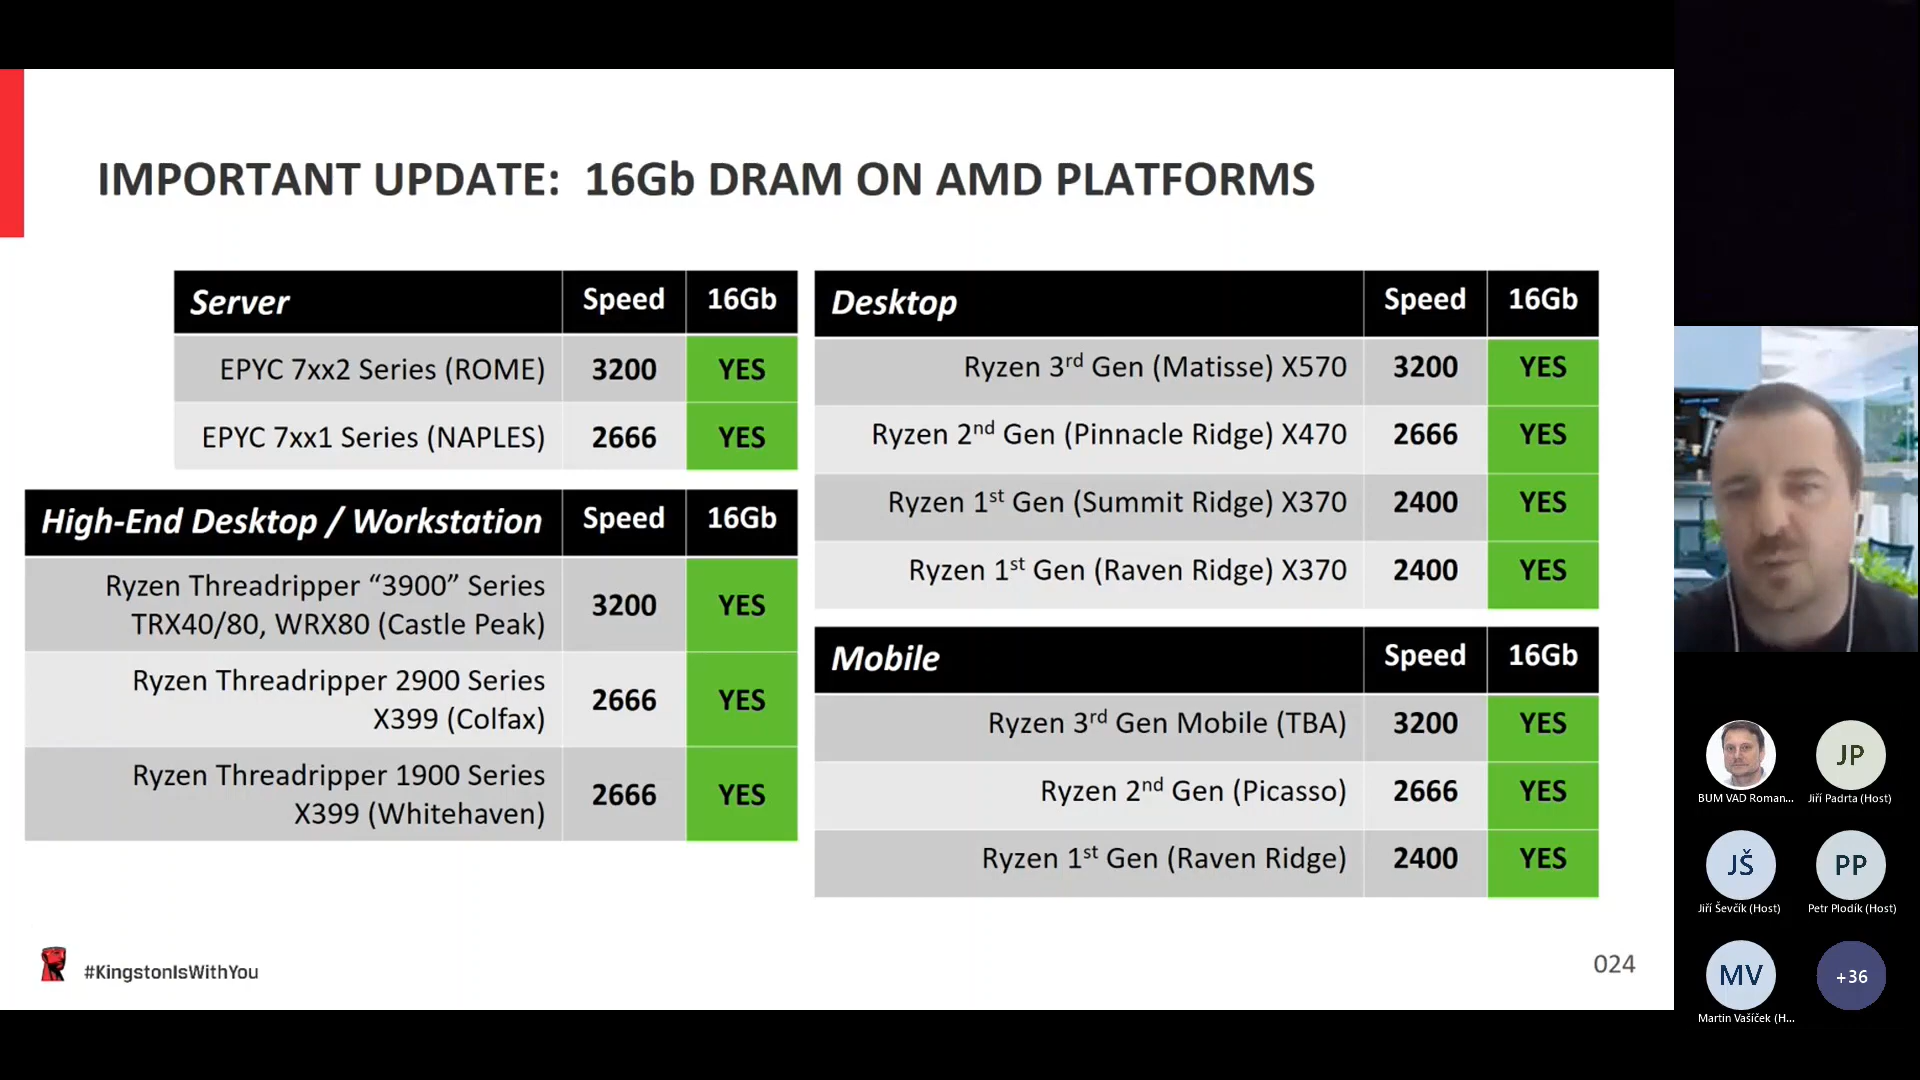 IMPORTANT UPDATE: 16Gb DRAM ON AMD PLATFORMS
Server Speed 16Gb
EPYC 7xx2 Series (ROME) 3200 YES
EPYC 7xx1 Series (NAPLES) 2666 YES
High-End Desktop / Workstation Speed 16Gb
Ryzen Threadripper “3900” Series
TRX40/80, WRX80 (Castle Peak) 3200 YES
Ryzen Threadripper 2900 Series
X399 (Colfax) 2666 YES
Ryzen Threadripper 1900 Series
X399 (Whitehaven) 2666 YES
Desktop Speed 16Gb
Ryzen 3rd Gen (Matisse) X570 3200 YES
Ryzen 2nd Gen (Pinnacle Ridge) X470 2666 YES
Ryzen 1st Gen (Summit Ridge) X370 2400 YES
Ryzen 1st Gen (Raven Ridge) X370 2400 YES
Mobile Speed 16Gb
Ryzen 3rd Gen Mobile (TBA) 3200 YES
Ryzen 2nd Gen (Picasso) 2666 YES
Ryzen 1st Gen (Raven Ridge) 2400 YES
#KingstonIsWithYou
024
BUM VAD Roman...
JP
Jiří Padrta (Host)
JŠ
Jiří Ševčík (Host)
PP
Petr Plodík (Host)
MV
Martin Vašíček (H...
+36